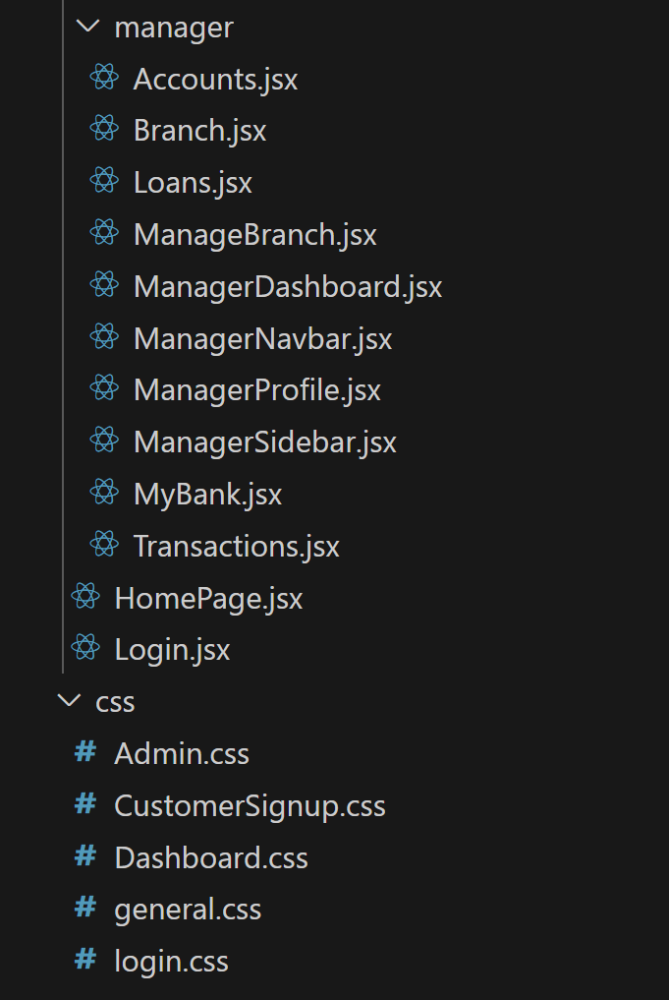 manager
Accounts.jsx
Branch.jsx
Loans.jsx
ManageBranch.jsx
ManagerDashboard.jsx
ManagerNavbar.jsx
ManagerProfile.jsx
ManagerSidebar.jsx
MyBank.jsx
Transactions.jsx
HomePage.jsx
Login.jsx
css
# Admin.css
# CustomerSignup.css
# Dashboard.css
# general.css
# login.css